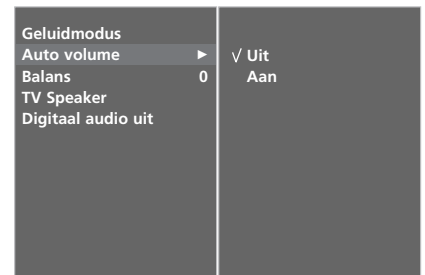 Geluidmodus
Auto volume ►
Balans 0
TV Speaker
Digitaal audio uit
√ Uit
Aan